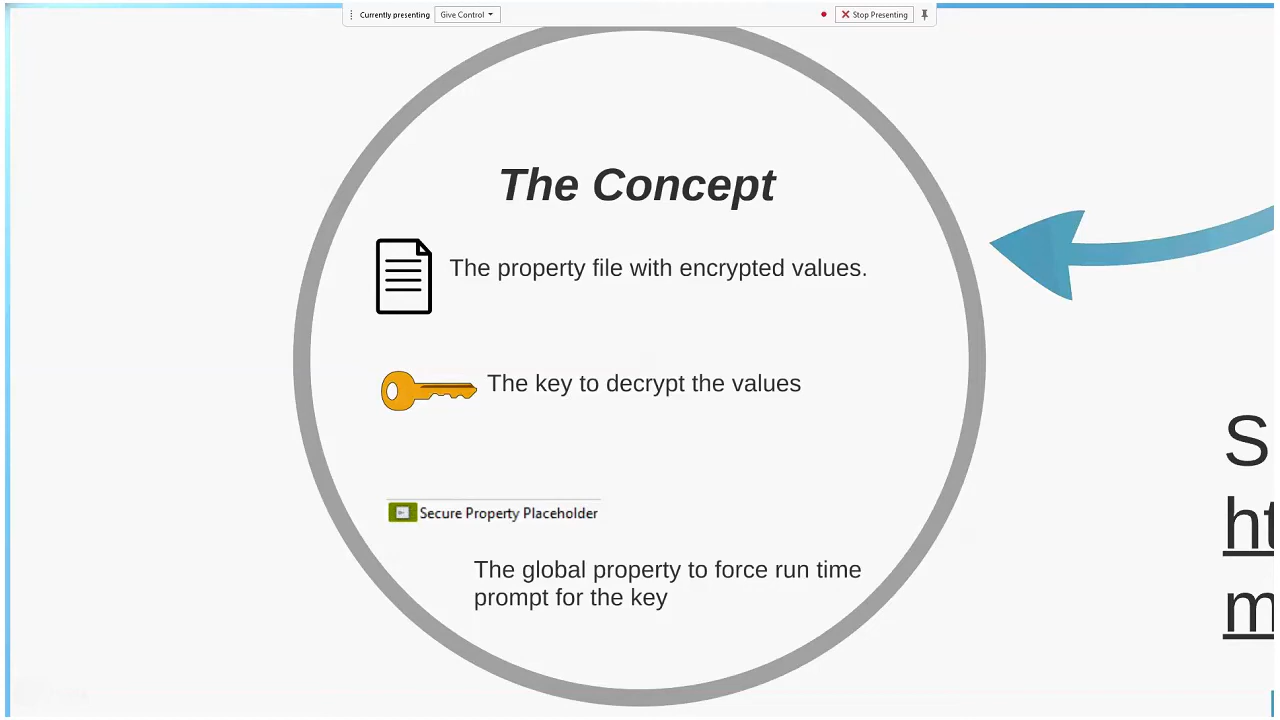 Currently presenting Give Control Stop Presenting
The Concept
The property file with encrypted values.
The key to decrypt the values
Secure Property Placeholder
The global property to force run time
prompt for the key
S
ht
m